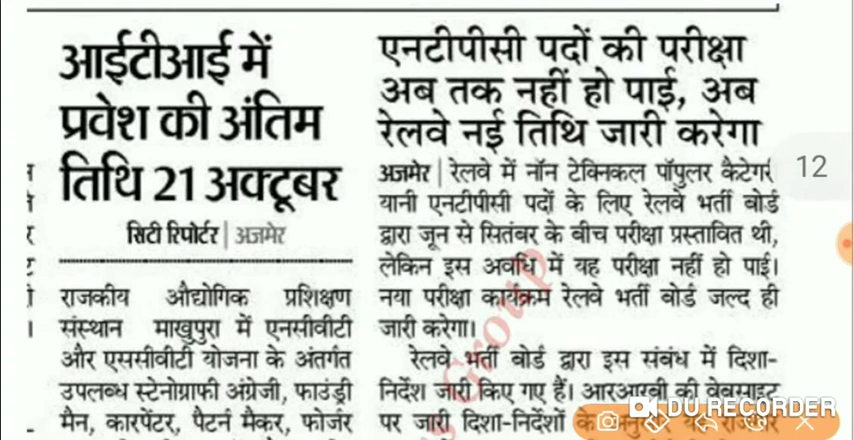 आईटीआई में
प्रवेश की अंतिम
तिथि 21 अक्टूबर
सिटी रिपोर्टर | अजमेर
राजकीय औद्योगिक प्रशिक्षण
संस्थान माखुपुरा में एनसीवीटी
और एससीवीटी योजना के अंतर्गत
उपलब्ध स्टेनोग्राफी अंग्रेजी, फाउंड्री
मैन, कारपेंटर, पैटर्न मैकर, फोर्जर
एनटीपीसी पदों की परीक्षा
अब तक नहीं हो पाई, अब
रेलवे नई तिथि जारी करेगा
अजमेर | रेलवे में नॉन टेक्निकल पॉपुलर कैटेगरी
यानी एनटीपीसी पदों के लिए रेलवे भर्ती बोर्ड
द्वारा जून से सितंबर के बीच परीक्षा प्रस्तावित थी,
लेकिन इस अवधि में यह परीक्षा नहीं हो पाई।
नया परीक्षा कार्यक्रम रेलवे भर्ती बोर्ड जल्द ही
जारी करेगा।
रेलवे भर्ती बोर्ड द्वारा इस संबंध में दिशा-
निर्देश जारी किए गए हैं। आरआरबी की वेबसाइट
पर जारी दिशा-निर्देशों के
12
Group
DU RECORDER